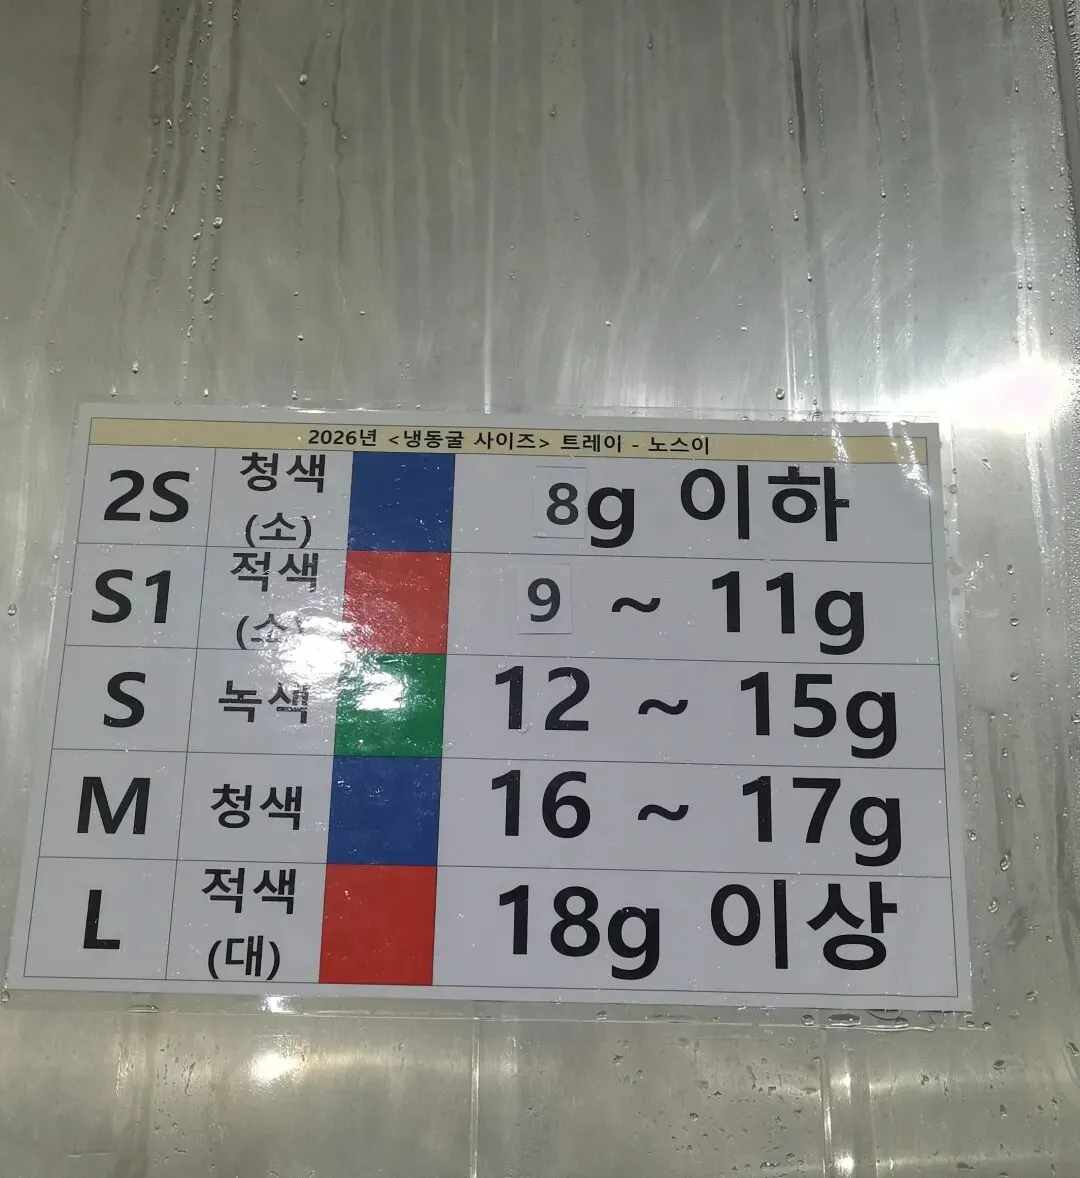 2026년 <냉동굴 사이즈> 트레이 - 노스이
2S 청색 (소) 8g 이하
S1 적색 (소) 9 ~ 11g
S 녹색 12 ~ 15g
M 청색 16 ~ 17g
L 적색 (대) 18g 이상